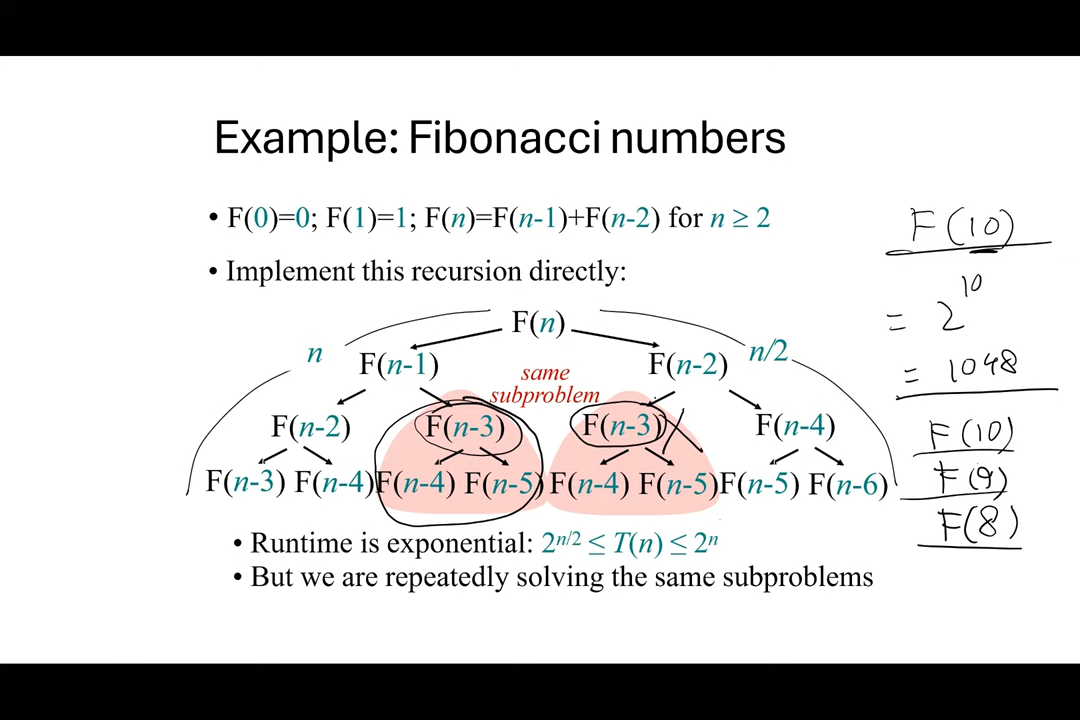 Example: Fibonacci numbers
• F(0)=0; F(1)=1; F(n)=F(n-1)+F(n-2) for n ≥ 2
• Implement this recursion directly:
F(n)
n
F(n-1)
same
subproblem
F(n-2)
n/2
F(n-2)
F(n-3)
F(n-3)
F(n-4)
F(n-3) F(n-4) F(n-4) F(n-5) F(n-4) F(n-5) F(n-5) F(n-6)
• Runtime is exponential: 2^n/2 ≤ T(n) ≤ 2^n
• But we are repeatedly solving the same subproblems
F(10)
= 2^10
= 1048
F(10)
F(9)
F(8)